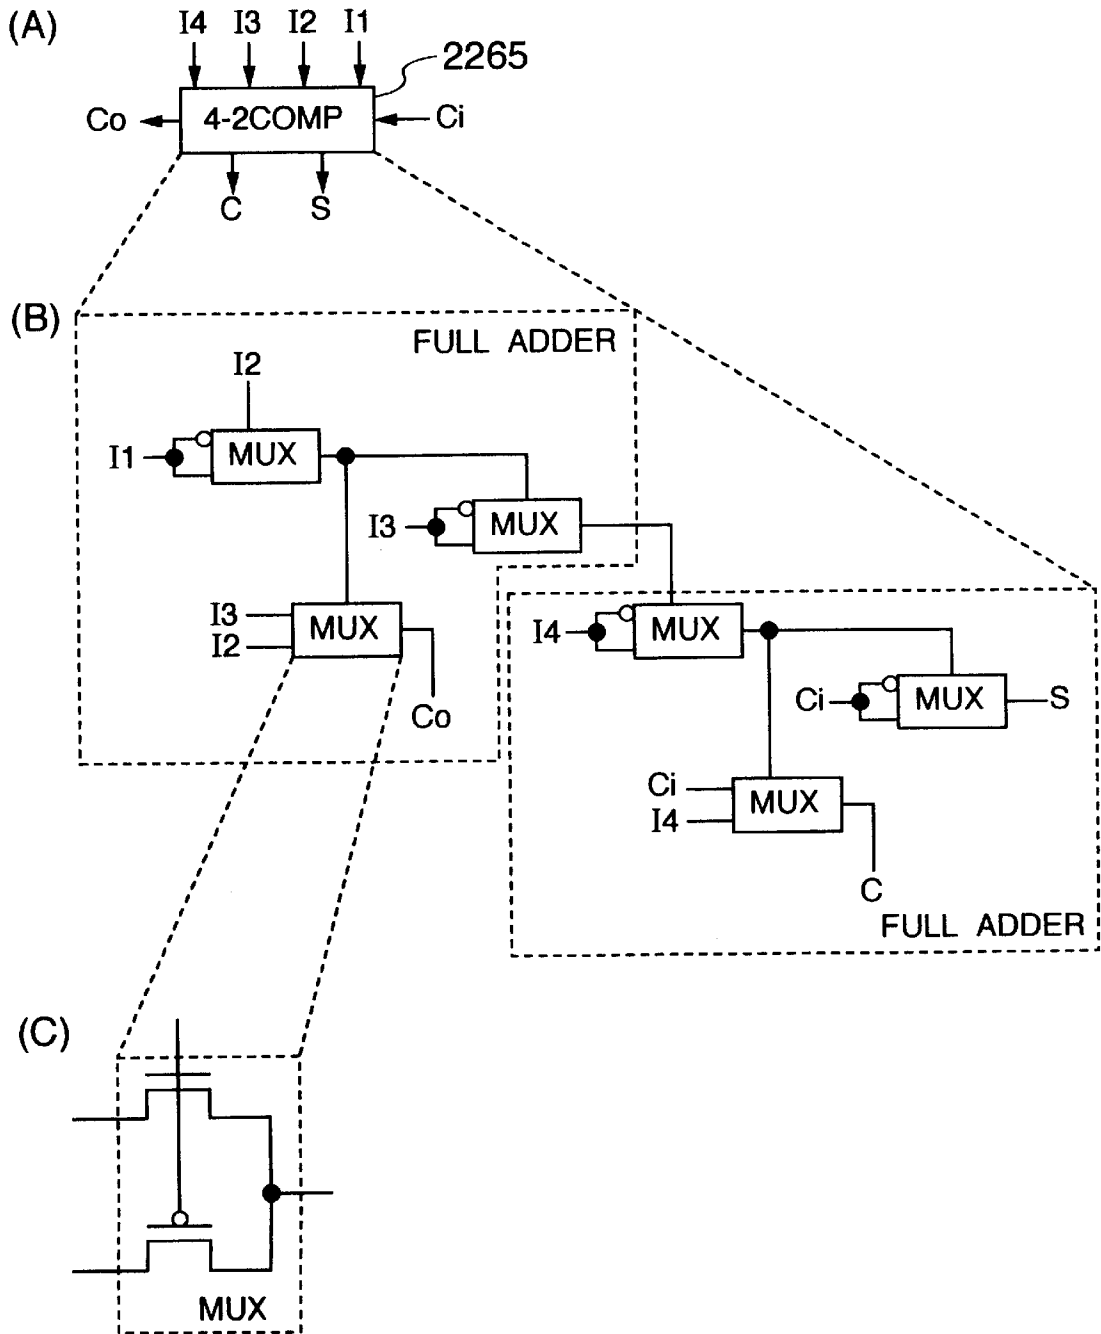 (A)
I4 I3 I2 I1
2265
Co 4-2COMP Ci
C S
(B)
FULL ADDER
I2
I1 MUX
I3 MUX
I3
I2
MUX
Co
I4 MUX
Ci MUX S
Ci
I4
MUX
C
FULL ADDER
(C)
MUX